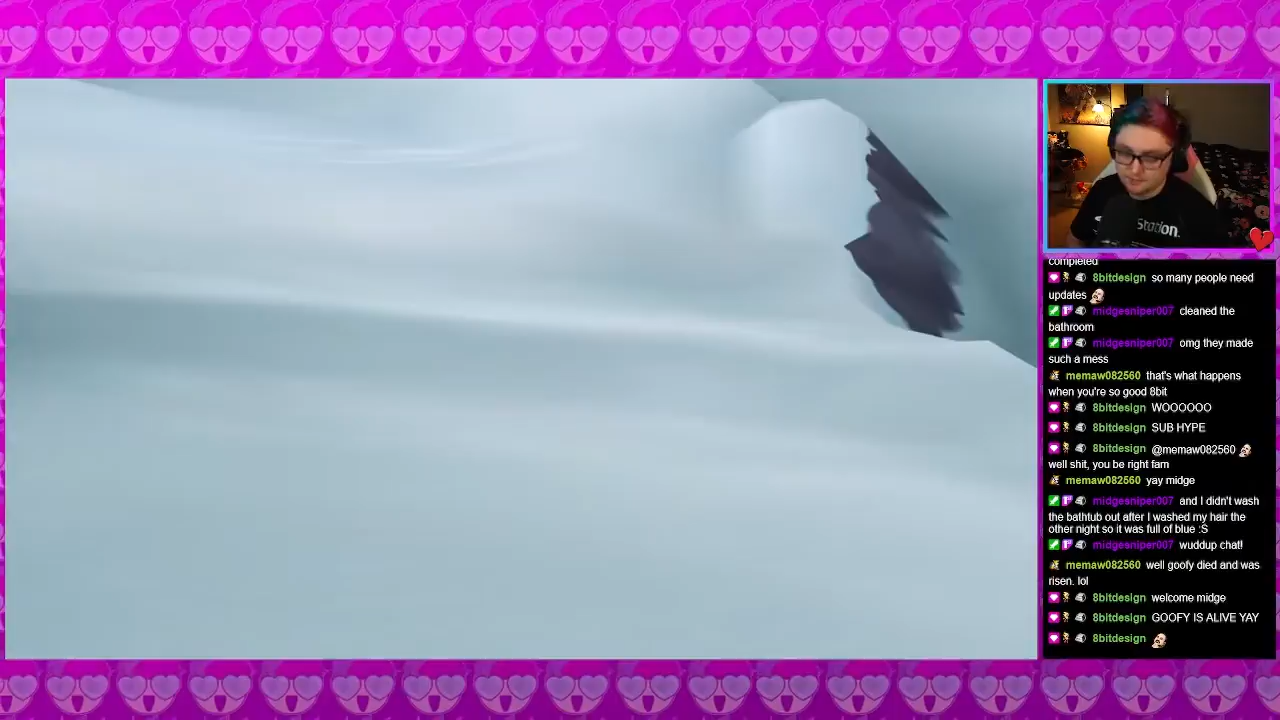 Station.
completed
8bitdesign so many people need
updates
midgesniper007 cleaned the
bathroom
midgesniper007 omg they made
such a mess
memaw082560 that's what happens
when you're so good 8bit
8bitdesign WOOOOOO
8bitdesign SUB HYPE
8bitdesign @memaw082560
well shit, you be right fam
memaw082560 yay midge
midgesniper007 and I didn't wash
the bathtub out after I washed my hair the
other night so it was full of blue :S
midgesniper007 wuddup chat!
memaw082560 well goofy died and was
risen. lol
8bitdesign welcome midge
8bitdesign GOOFY IS ALIVE YAY
8bitdesign